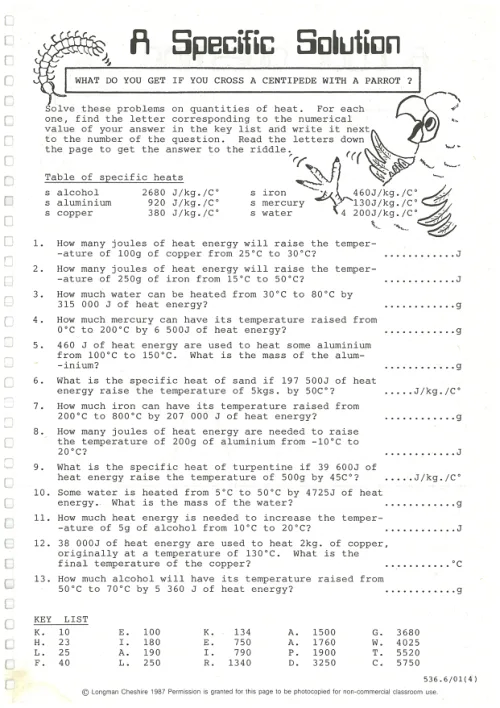 A Specific Solution
WHAT DO YOU GET IF YOU CROSS A CENTIPEDE WITH A PARROT ?
Solve these problems on quantities of heat. For each
one, find the letter corresponding to the numerical
value of your answer in the key list and write it next
to the number of the question. Read the letters down
the page to get the answer to the riddle.
Table of specific heats
s alcohol 2680 J/kg./C° s iron 460J/kg./C°
s aluminium 920 J/kg./C° s mercury 130J/kg./C°
s copper 380 J/kg./C° s water 4 200J/kg./C°
1. How many joules of heat energy will raise the temper-
-ature of 100g of copper from 25°C to 30°C? ............J
2. How many joules of heat energy will raise the temper-
-ature of 250g of iron from 15°C to 50°C? ............J
3. How much water can be heated from 30°C to 80°C by
315 000 J of heat energy? ............g
4. How much mercury can have its temperature raised from
0°C to 200°C by 6 500J of heat energy? ............g
5. 460 J of heat energy are used to heat some aluminium
from 100°C to 150°C. What is the mass of the alum-
-inium? ............g
6. What is the specific heat of sand if 197 500J of heat
energy raise the temperature of 5kgs. by 50C°? .....J/kg./C°
7. How much iron can have its temperature raised from
200°C to 800°C by 207 000 J of heat energy? ............g
8. How many joules of heat energy are needed to raise
the temperature of 200g of aluminium from -10°C to
20°C? ............J
9. What is the specific heat of turpentine if 39 600J of
heat energy raise the temperature of 500g by 45C°? .....J/kg./C°
10. Some water is heated from 5°C to 50°C by 4725J of heat
energy. What is the mass of the water? ............g
11. How much heat energy is needed to increase the temper-
-ature of 5g of alcohol from 10°C to 20°C? ............J
12. 38 000J of heat energy are used to heat 2kg. of copper,
originally at a temperature of 130°C. What is the
final temperature of the copper? ...........°C
13. How much alcohol will have its temperature raised from
50°C to 70°C by 5 360 J of heat energy? ............g
KEY LIST
K. 10 E. 100 K. 134 A. 1500 G. 3680
H. 23 I. 180 E. 750 A. 1760 W. 4025
L. 25 A. 190 I. 790 P. 1900 T. 5520
F. 40 L. 250 R. 1340 D. 3250 C. 5750
536.6/01(4)
© Longman Cheshire 1987 Permission is granted for this page to be photocopied for non-commercial classroom use.